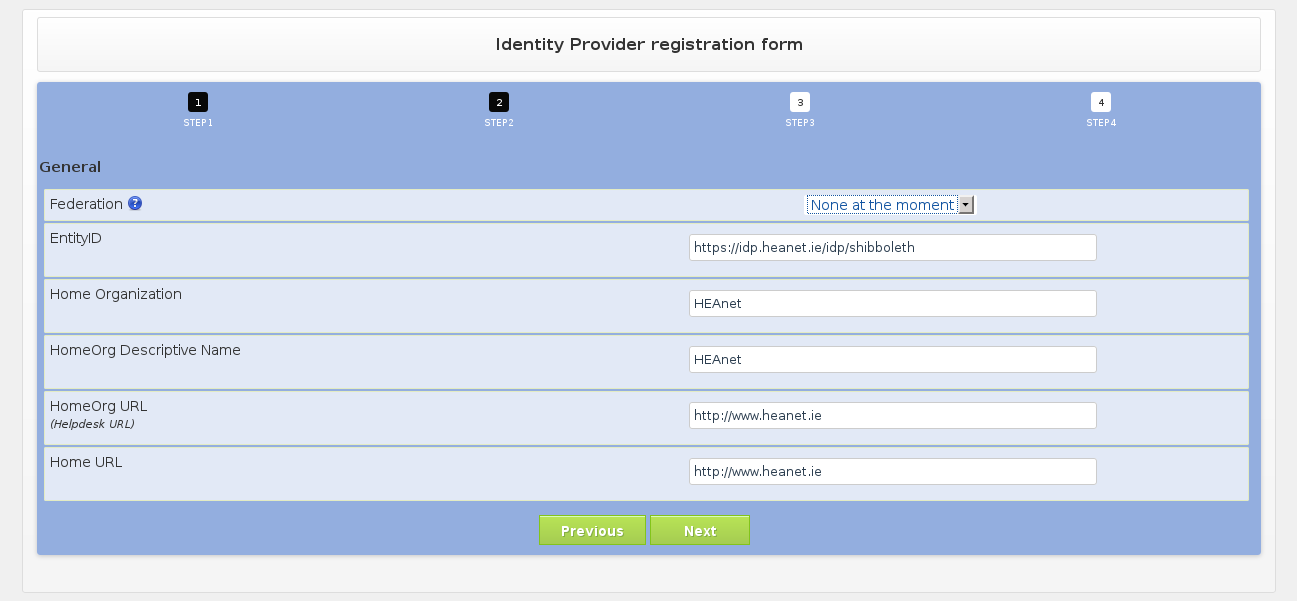 Identity Provider registration form
1 2 3 4
STEP1 STEP2 STEP3 STEP4
General
Federation ? None at the moment
EntityID https://idp.heanet.ie/idp/shibboleth
Home Organization HEAnet
HomeOrg Descriptive Name HEAnet
HomeOrg URL http://www.heanet.ie
(Helpdesk URL)
Home URL http://www.heanet.ie
Previous Next